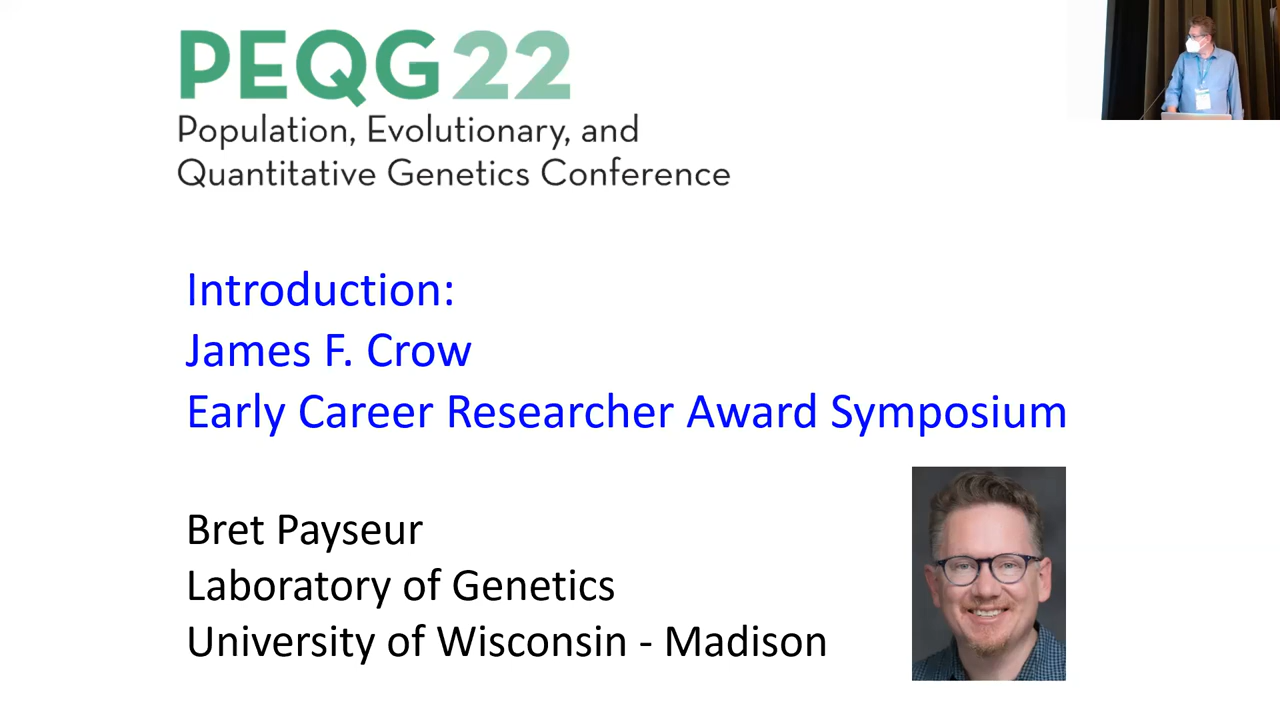 PEQG22
Population, Evolutionary, and
Quantitative Genetics Conference
Introduction:
James F. Crow
Early Career Researcher Award Symposium
Bret Payseur
Laboratory of Genetics
University of Wisconsin - Madison